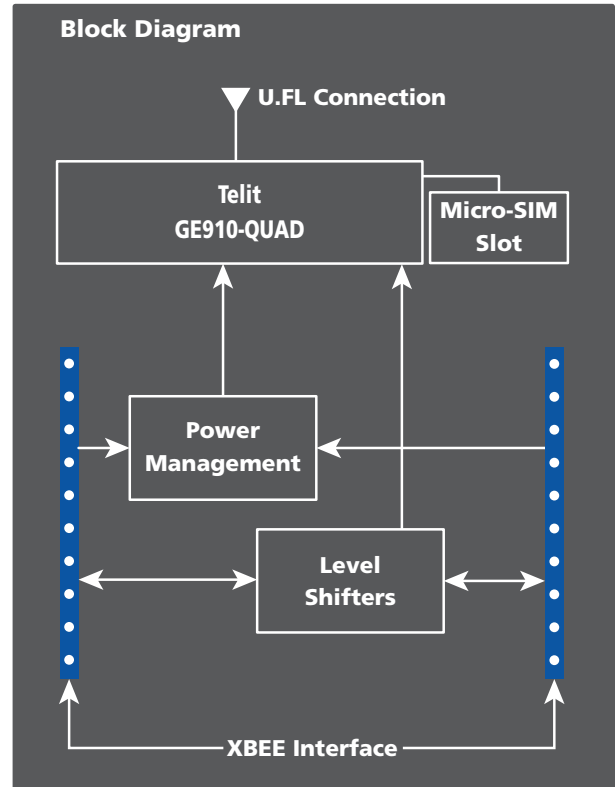 Block Diagram
U.FL Connection
Telit
GE910-QUAD
Micro-SIM
Slot
Power
Management
Level
Shifters
XBEE Interface